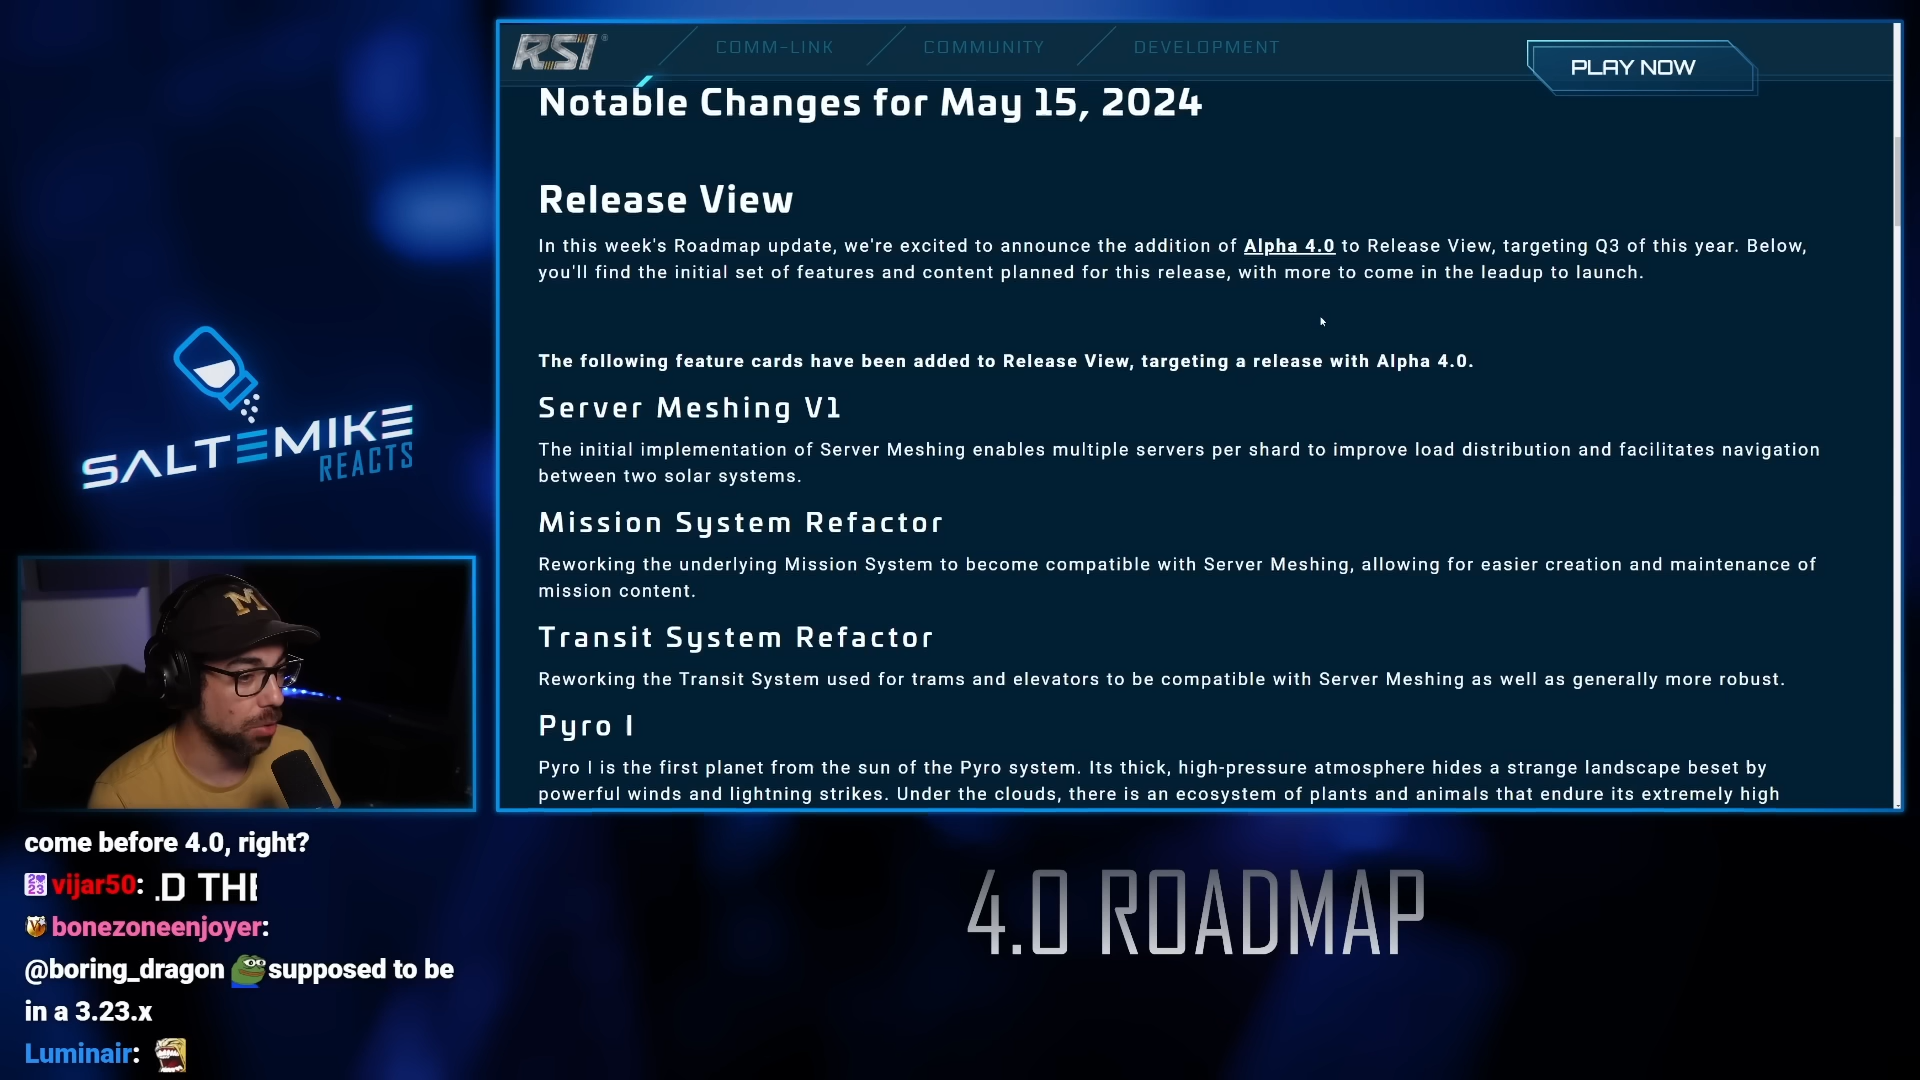 RSI
COMM-LINK
COMMUNITY
DEVELOPMENT
PLAY NOW
Notable Changes for May 15, 2024
Release View
In this week's Roadmap update, we're excited to announce the addition of Alpha 4.0 to Release View, targeting Q3 of this year. Below,
you'll find the initial set of features and content planned for this release, with more to come in the leadup to launch.
The following feature cards have been added to Release View, targeting a release with Alpha 4.0.
Server Meshing V1
The initial implementation of Server Meshing enables multiple servers per shard to improve load distribution and facilitates navigation
between two solar systems.
Mission System Refactor
Reworking the underlying Mission System to become compatible with Server Meshing, allowing for easier creation and maintenance of
mission content.
Transit System Refactor
Reworking the Transit System used for trams and elevators to be compatible with Server Meshing as well as generally more robust.
Pyro I
Pyro I is the first planet from the sun of the Pyro system. Its thick, high-pressure atmosphere hides a strange landscape beset by
powerful winds and lightning strikes. Under the clouds, there is an ecosystem of plants and animals that endure its extremely high
SALTEMIKE
REACTS
M
come before 4.0, right?
vijar50: .D THE
bonezoneenjoyer:
@boring_dragon supposed to be
in a 3.23.x
Luminair:
4.0 ROADMAP